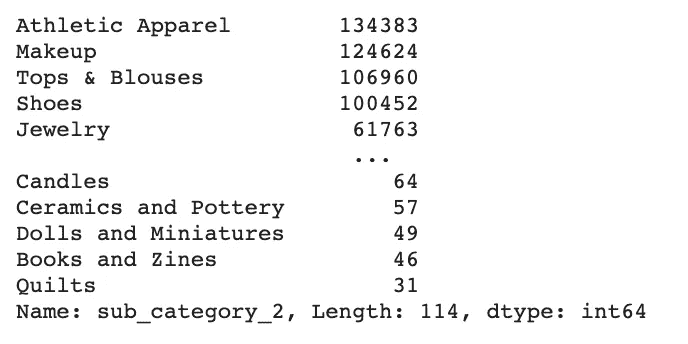 Athletic Apparel 134383
Makeup 124624
Tops & Blouses 106960
Shoes 100452
Jewelry 61763
...
Candles 64
Ceramics and Pottery 57
Dolls and Miniatures 49
Books and Zines 46
Quilts 31
Name: sub_category_2, Length: 114, dtype: int64